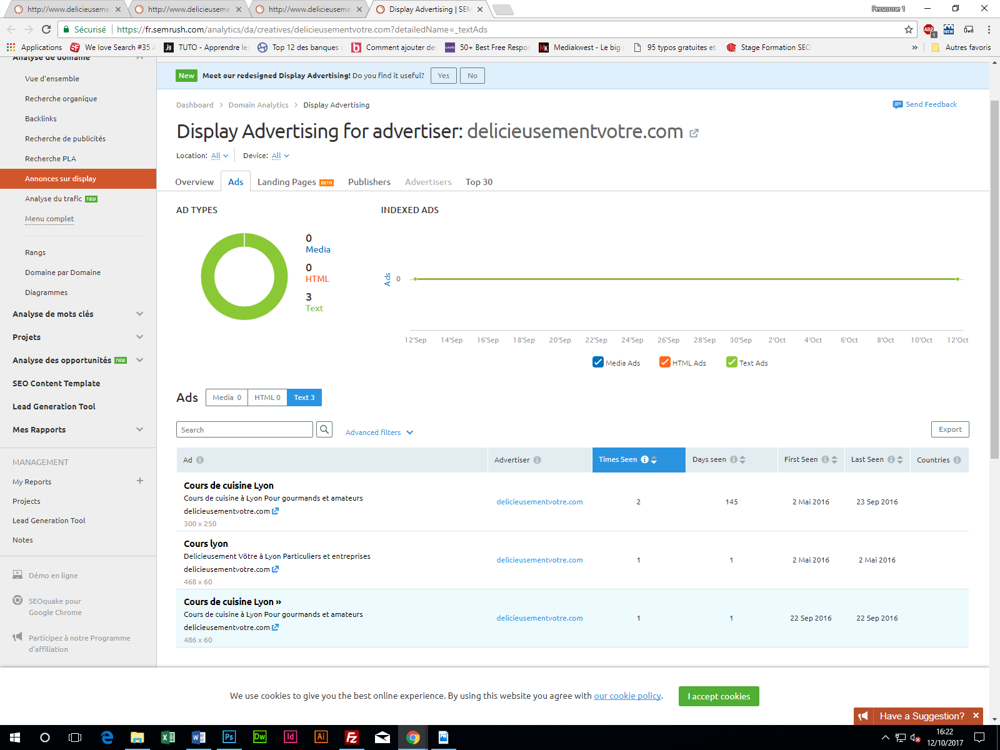 http://www.delicieuseme
http://www.delicieuseme
http://www.delicieuseme
Display Advertising | SEM
Personne 1
Sécurisé
https://fr.semrush.com/analytics/da/creatives/delicieusementvotre.com?detailedName=_textAds
ABP
1
NEW
Applications
We love Search #35
TUTO - Apprendre le
Top 12 des banques
Comment ajouter de
50+ Best Free Respor
Mediakwest - Le big
95 typos gratuites et
Stage Formation SEO
»
Autres favoris
Analyse de domaine
Vue d'ensemble
Recherche organique
Backlinks
Recherche de publicités
Recherche PLA
Annonces sur display
Analyse du trafic NEW
Menu complet
Rangs
Domaine par Domaine
Diagrammes
Analyse de mots clés
Projets
Analyse des opportunités NEW
SEO Content Template
Lead Generation Tool
Mes Rapports
MANAGEMENT
My Reports
+
Projects
Lead Generation Tool
Notes
Démo en ligne
SEOquake pour
Google Chrome
Participez à notre Programme
d'affiliation
New Meet our redesigned Display Advertising! Do you find it useful? Yes No
Dashboard > Domain Analytics > Display Advertising
Send Feedback
Display Advertising for advertiser: delicieusementvotre.com
Location: All Device: All
Overview Ads Landing Pages BETA Publishers Advertisers Top 30
AD TYPES
0
Media
0
HTML
3
Text
INDEXED ADS
Ads
0
12'Sep 14'Sep 16'Sep 18'Sep 20'Sep 22'Sep 24'Sep 26'Sep 28'Sep 30'Sep 2'Oct 4'Oct 6'Oct 8'Oct 10'Oct 12'Oct
Media Ads HTML Ads Text Ads
Ads Media 0 HTML 0 Text 3
Search
Advanced filters
Export
Ad Advertiser Times Seen Days seen First Seen Last Seen Countries
Cours de cuisine Lyon
Cours de cuisine à Lyon Pour gourmands et amateurs
delicieusementvotre.com
300 x 250
delicieusementvotre.com 2 145 2 Mai 2016 23 Sep 2016
Cours lyon
Delicieusement Vôtre à Lyon Particuliers et entreprises
delicieusementvotre.com
468 x 60
delicieusementvotre.com 1 1 2 Mai 2016 2 Mai 2016
Cours de cuisine Lyon »
Cours de cuisine à Lyon Pour gourmands et amateurs
delicieusementvotre.com
486 x 60
delicieusementvotre.com 1 1 22 Sep 2016 22 Sep 2016
We use cookies to give you the best online experience. By using this website you agree with our cookie policy.
I accept cookies
Have a Suggestion? ×
Ps
Dw
Id
Ai
Fz
16:22
12/10/2017